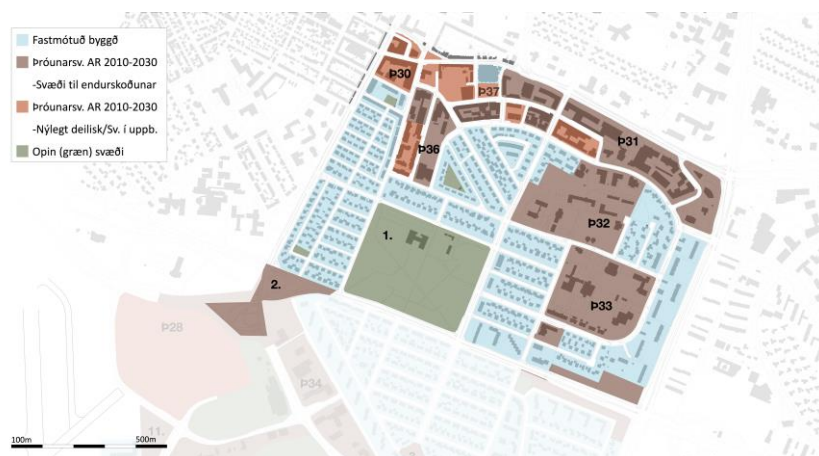 Fastmótuð byggð
Þróunarsv. AR 2010-2030
-Svæði til endurskoðunar
Þróunarsv. AR 2010-2030
-Nýlegt deilisk/Sv. í uppb.
Opin (græn) svæði
Þ30
Þ37
Þ31
Þ36
Þ32
1.
2.
Þ33
Þ28
Þ34
11.
100m
500m